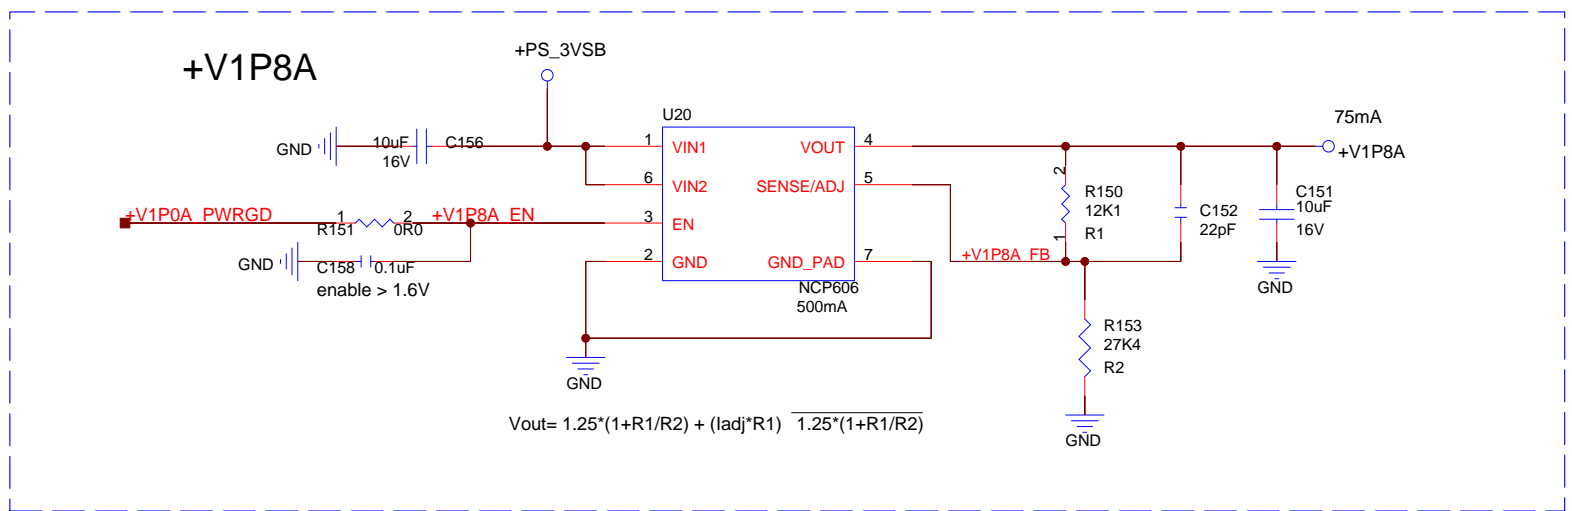 +V1P8A
+PS_3VSB
U20
75mA
GND
10uF
C156
16V
1
VIN1
VOUT
4
+V1P8A
6
VIN2
SENSE/ADJ
5
2
R150
12K1
R1
1
C152
22pF
C151
10uF
16V
+V1P0A_PWRGD
1
2
R151
0R0
+V1P8A_EN
3
EN
GND
C158
0.1uF
enable > 1.6V
2
GND
GND_PAD
7
+V1P8A_FB
NCP606
500mA
GND
R153
27K4
R2
GND
GND
Vout= 1.25*(1+R1/R2) + (Iadj*R1) 1.25*(1+R1/R2)